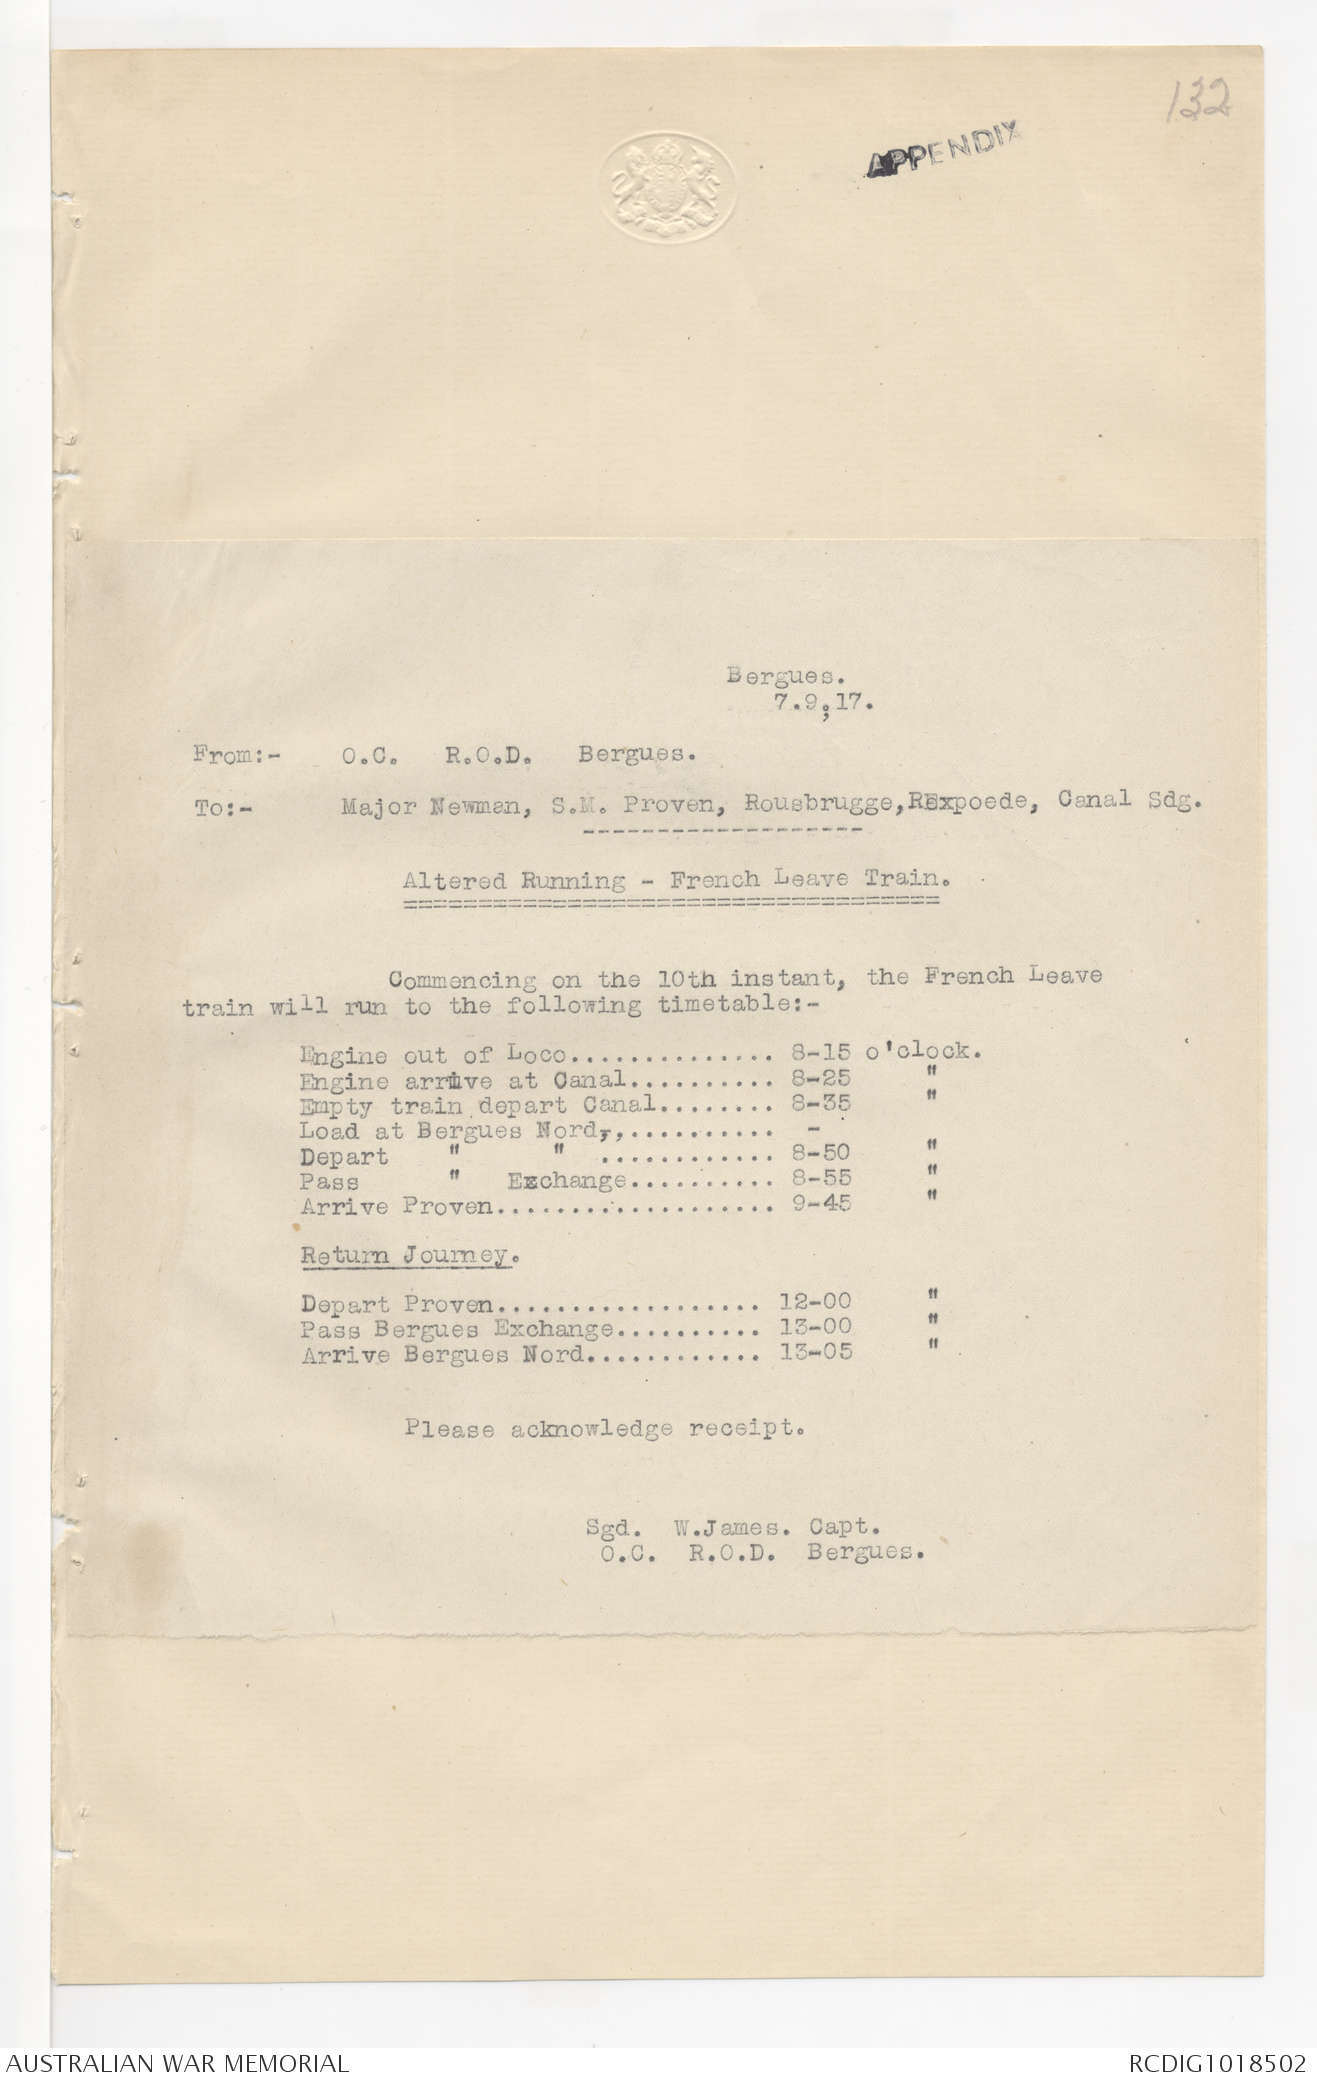 132
APPENDIX
Bergues.
7.9.17.
From:- O.C. R.O.D. Bergues.
To:- Major Newman, S.M. Proven, Rousbrugge, Rexpoede, Canal Sdg.
-------------------
Altered Running - French Leave Train.
====================================
Commencing on the 10th instant, the French Leave
train will run to the following timetable:-
Engine out of Loco.............. 8-15 o'clock.
Engine arrive at Canal.......... 8-25 "
Empty train depart Canal........ 8-35 "
Load at Bergues Nord,,.......... -
Depart " " ............ 8-50 "
Pass " Exchange.......... 8-55 "
Arrive Proven................... 9-45 "
Return Journey.
Depart Proven.................. 12-00 "
Pass Bergues Exchange.......... 13-00 "
Arrive Bergues Nord............ 13-05 "
Please acknowledge receipt.
Sgd. W.James. Capt.
O.C. R.O.D. Bergues.
AUSTRALIAN WAR MEMORIAL
RCDIG1018502